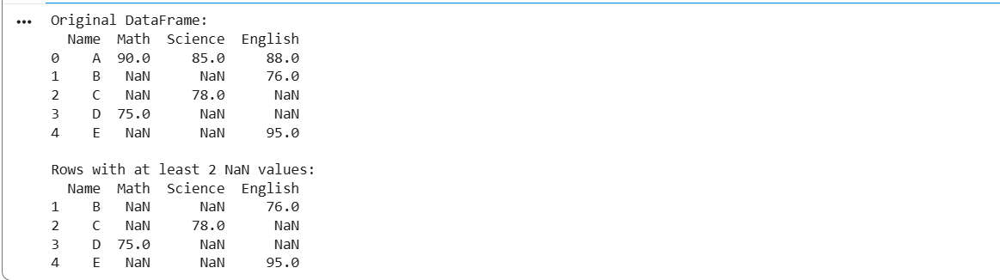 Original DataFrame:
  Name  Math  Science  English
0    A  90.0     85.0     88.0
1    B   NaN      NaN     76.0
2    C   NaN     78.0      NaN
3    D  75.0      NaN      NaN
4    E   NaN      NaN     95.0

Rows with at least 2 NaN values:
  Name  Math  Science  English
1    B   NaN      NaN     76.0
2    C   NaN     78.0      NaN
3    D  75.0      NaN      NaN
4    E   NaN      NaN     95.0